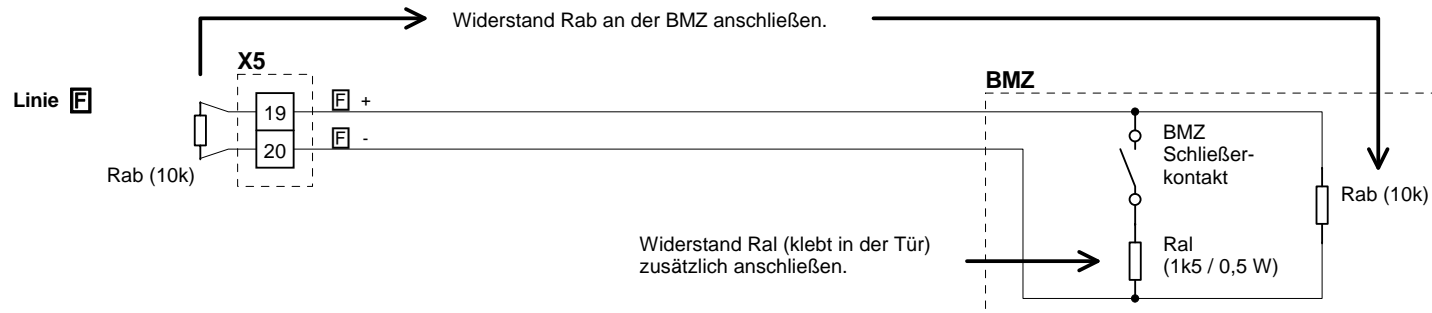 Widerstand Rab an der BMZ anschließen.
X5
BMZ
Linie F
19
F +
20
F -
Rab (10k)
BMZ
Schließer-
kontakt
Rab (10k)
Widerstand Ral (klebt in der Tür)
zusätzlich anschließen.
Ral
(1k5 / 0,5 W)